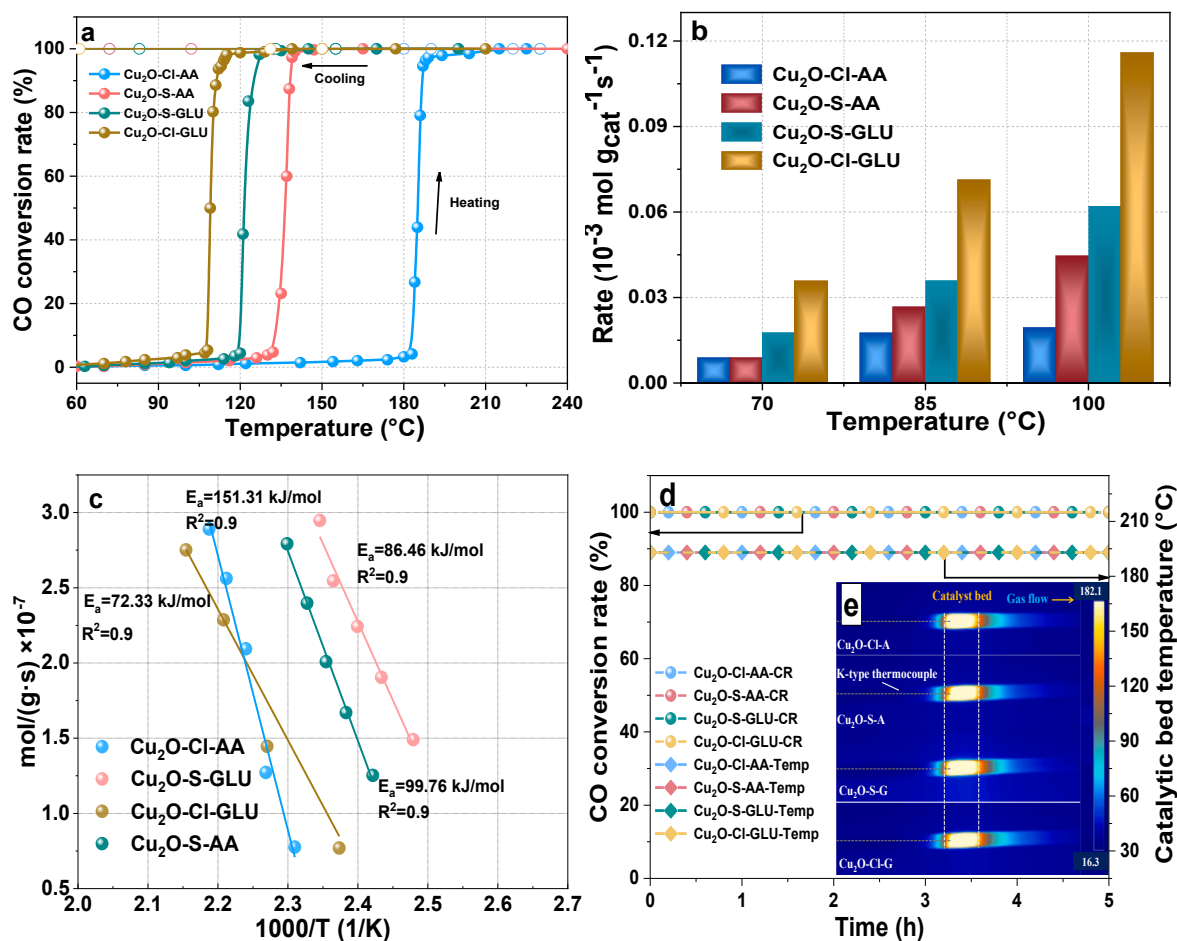 a
CO conversion rate (%)
100
80
60
40
20
0
Cu₂O-Cl-AA
Cu₂O-S-AA
Cu₂O-S-GLU
Cu₂O-Cl-GLU
Cooling
Heating
60 90 120 150 180 210 240
Temperature (°C)
b
Rate (10⁻³ mol gcat⁻¹s⁻¹)
0.12
0.09
0.06
0.03
0.00
Cu₂O-Cl-AA
Cu₂O-S-AA
Cu₂O-S-GLU
Cu₂O-Cl-GLU
70 85 100
Temperature (°C)
c
mol/(g·s) ×10⁻⁷
3.0
2.5
2.0
1.5
1.0
0.5
Eₐ=151.31 kJ/mol
R²=0.9
Eₐ=86.46 kJ/mol
R²=0.9
Eₐ=72.33 kJ/mol
R²=0.9
Eₐ=99.76 kJ/mol
R²=0.9
Cu₂O-Cl-AA
Cu₂O-S-GLU
Cu₂O-Cl-GLU
Cu₂O-S-AA
2.0 2.1 2.2 2.3 2.4 2.5 2.6 2.7
1000/T (1/K)
d
CO conversion rate (%)
100
80
60
40
20
0
Cu₂O-Cl-AA-CR
Cu₂O-S-AA-CR
Cu₂O-S-GLU-CR
Cu₂O-Cl-GLU-CR
Cu₂O-Cl-AA-Temp
Cu₂O-S-AA-Temp
Cu₂O-S-GLU-Temp
Cu₂O-Cl-GLU-Temp
e
Catalyst bed
Gas flow
182.1
Cu₂O-Cl-A
K-type thermocouple
Cu₂O-S-A
Cu₂O-S-G
Cu₂O-Cl-G
16.3
210
180
150
120
90
60
30
Catalytic bed temperature (°C)
0 1 2 3 4 5
Time (h)